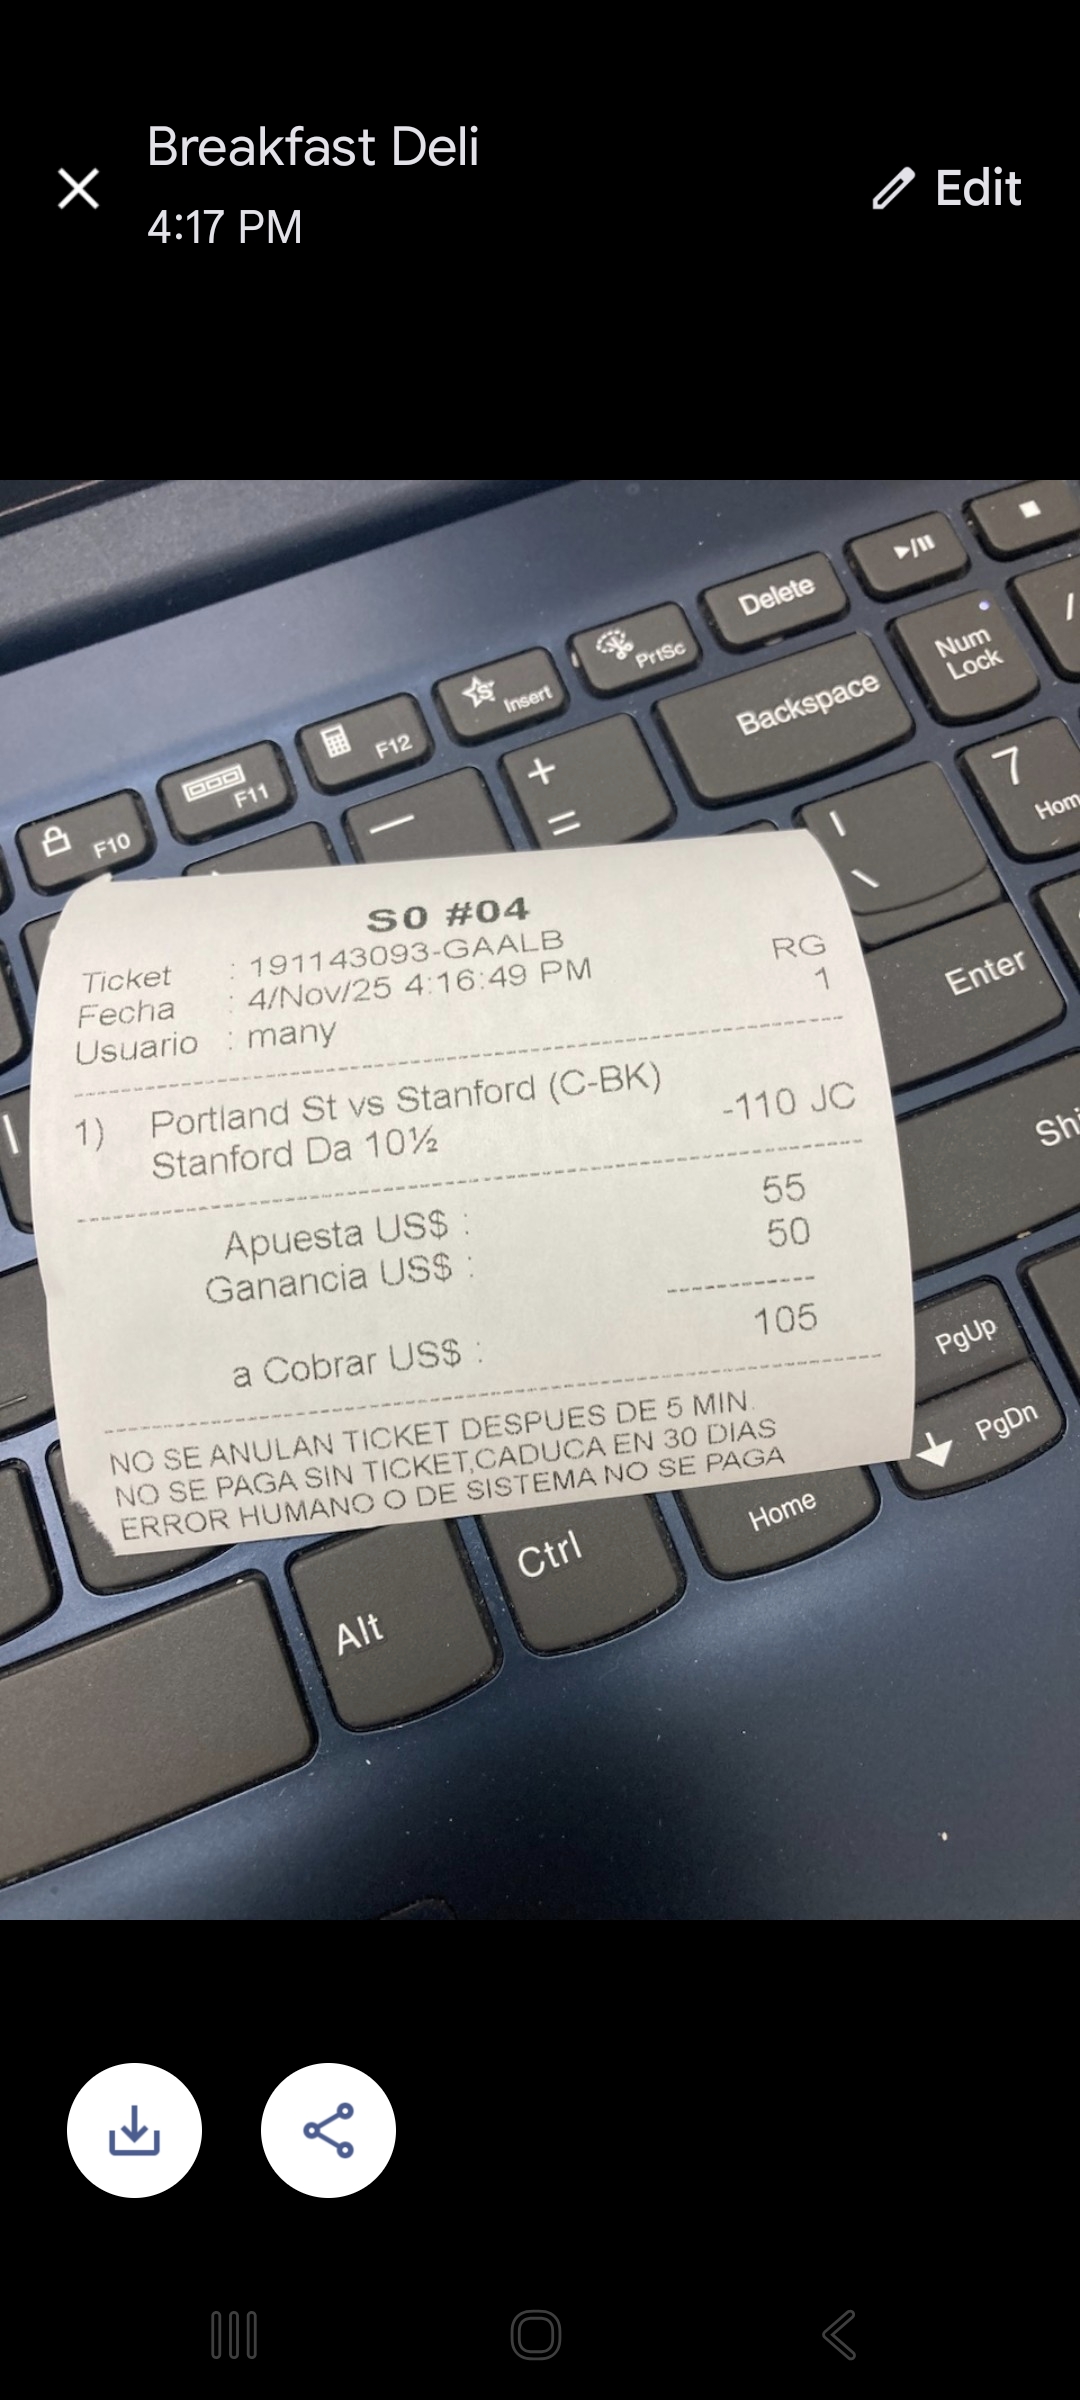 Breakfast Deli
4:17 PM
Edit
Delete
Num
Lock
PrtSc
Insert
Backspace
F12
F11
F10
+
=
7
Hom
Enter
S0 #04
Ticket : 191143093-GAALB RG
Fecha : 4/Nov/25 4:16:49 PM 1
Usuario : many
1) Portland St vs Stanford (C-BK)
Stanford Da 10½ -110 JC
Apuesta US$ : 55
Ganancia US$ : 50
a Cobrar US$ : 105
NO SE ANULAN TICKET DESPUES DE 5 MIN.
NO SE PAGA SIN TICKET,CADUCA EN 30 DIAS
ERROR HUMANO O DE SISTEMA NO SE PAGA
Shi
PgUp
PgDn
Home
Ctrl
Alt